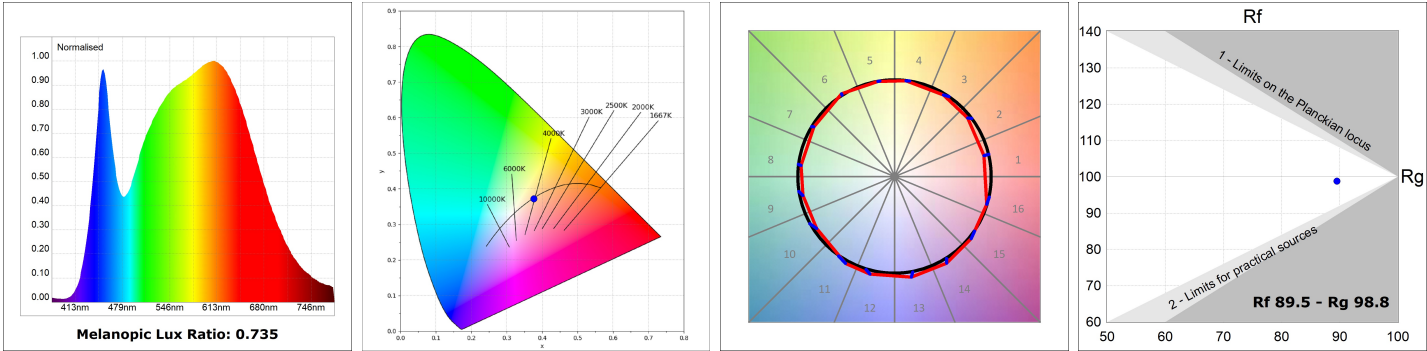 Normalised
1.00
0.90
0.80
0.70
0.60
0.50
0.40
0.30
0.20
0.10
0.00
413nm 479nm 546nm 613nm 680nm 746nm
Melanopic Lux Ratio: 0.735
0.9
0.8
0.7
0.6
0.5
0.4
0.3
0.2
0.1
0.0
y
0.0 0.1 0.2 0.3 0.4 0.5 0.6 0.7 0.8
x
10000K
6000K
4000K
3000K
2500K
2000K
1667K
1
2
3
4
5
6
7
8
9
10
11
12
13
14
15
16
Rf
140
130
120
110
100
90
80
70
60
50 60 70 80 90 100
Rg
1 - Limits on the Planckian locus
2 - Limits for practical sources
Rf 89.5 - Rg 98.8